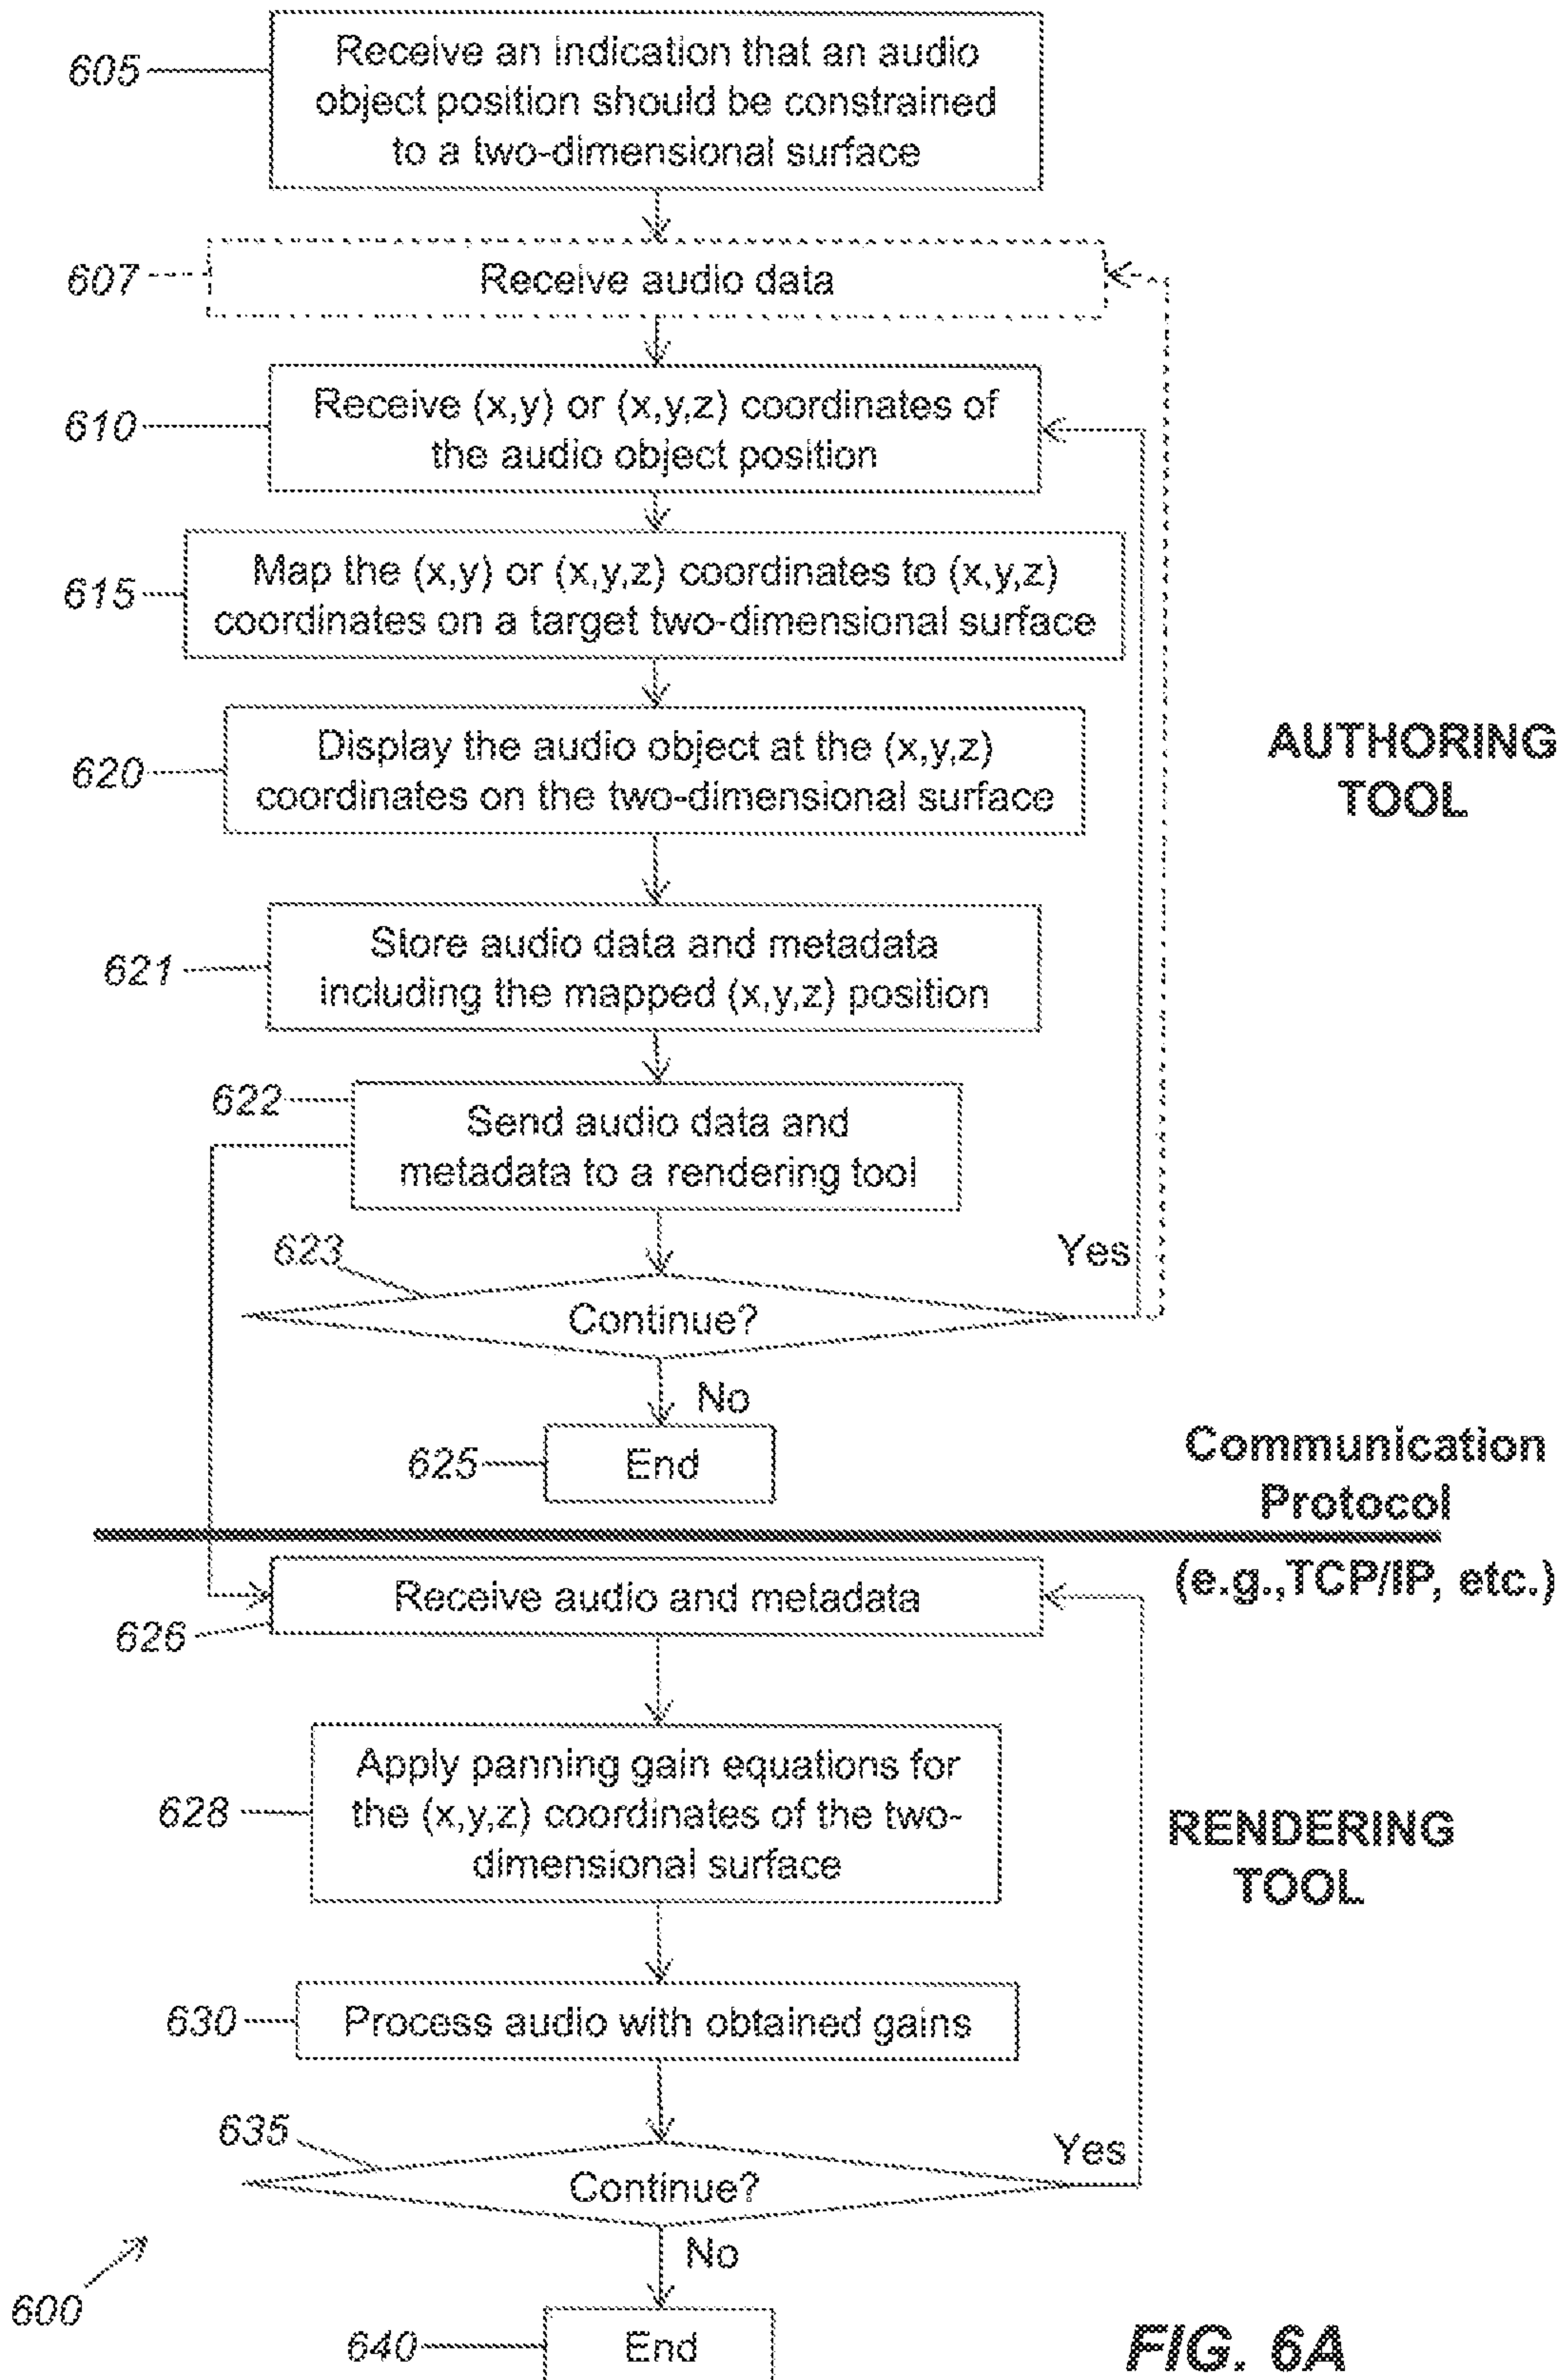 605
Receive an indication that an audio
object position should be constrained
to a two-dimensional surface
607
Receive audio data
610
Receive (x,y) or (x,y,z) coordinates of
the audio object position
615
Map the (x,y) or (x,y,z) coordinates to (x,y,z)
coordinates on a target two-dimensional surface
620
Display the audio object at the (x,y,z)
coordinates on the two-dimensional surface
AUTHORING
TOOL
621
Store audio data and metadata
including the mapped (x,y,z) position
622
Send audio data and
metadata to a rendering tool
623
Yes
Continue?
No
625
End
Communication
Protocol
(e.g.,TCP/IP, etc.)
Receive audio and metadata
626
628
Apply panning gain equations for
the (x,y,z) coordinates of the two-
dimensional surface
RENDERING
TOOL
630
Process audio with obtained gains
635
Yes
Continue?
No
600
640
End
FIG. 6A